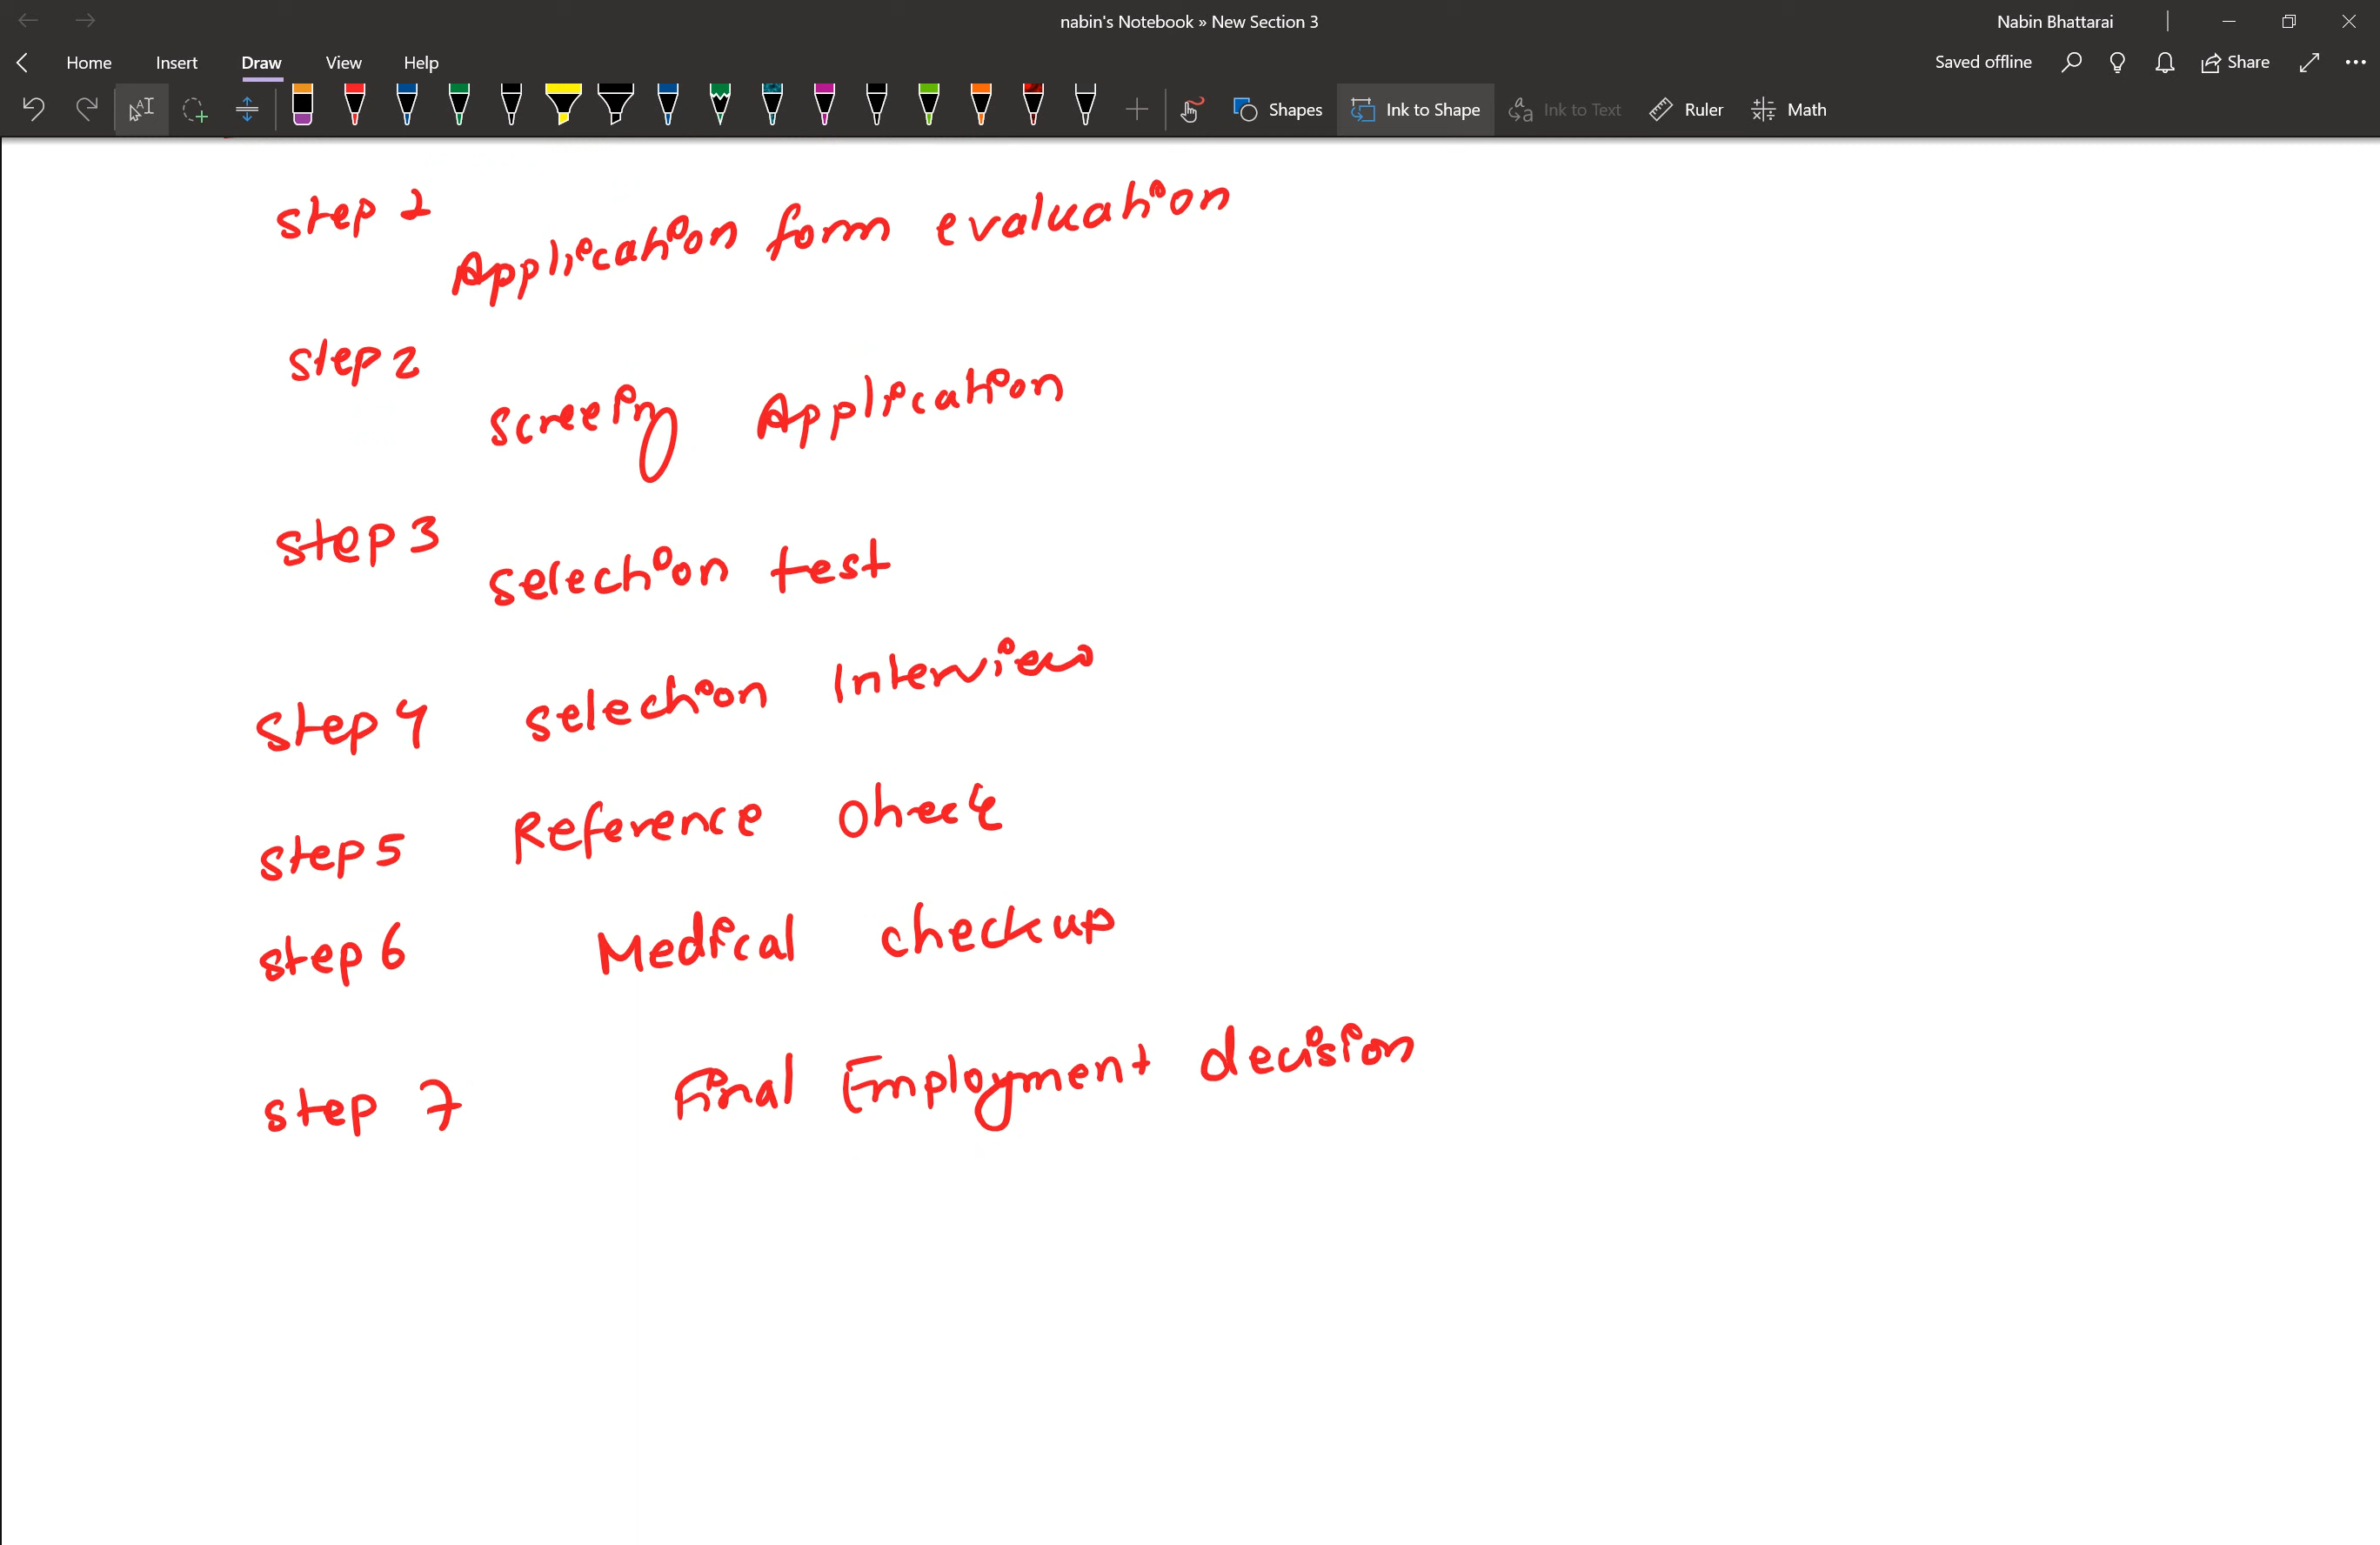 nabin's Notebook » New Section 3
Nabin Bhattarai
Home Insert Draw View Help
Saved offline
Share
Shapes
Ink to Shape
Ink to Text
Ruler
Math
step 1
Application form evaluation
step 2
screeing Application
step 3
selection test
step 4 selection Interview
step 5 Reference check
step 6 Medical checkup
step 7 Final Employment decision